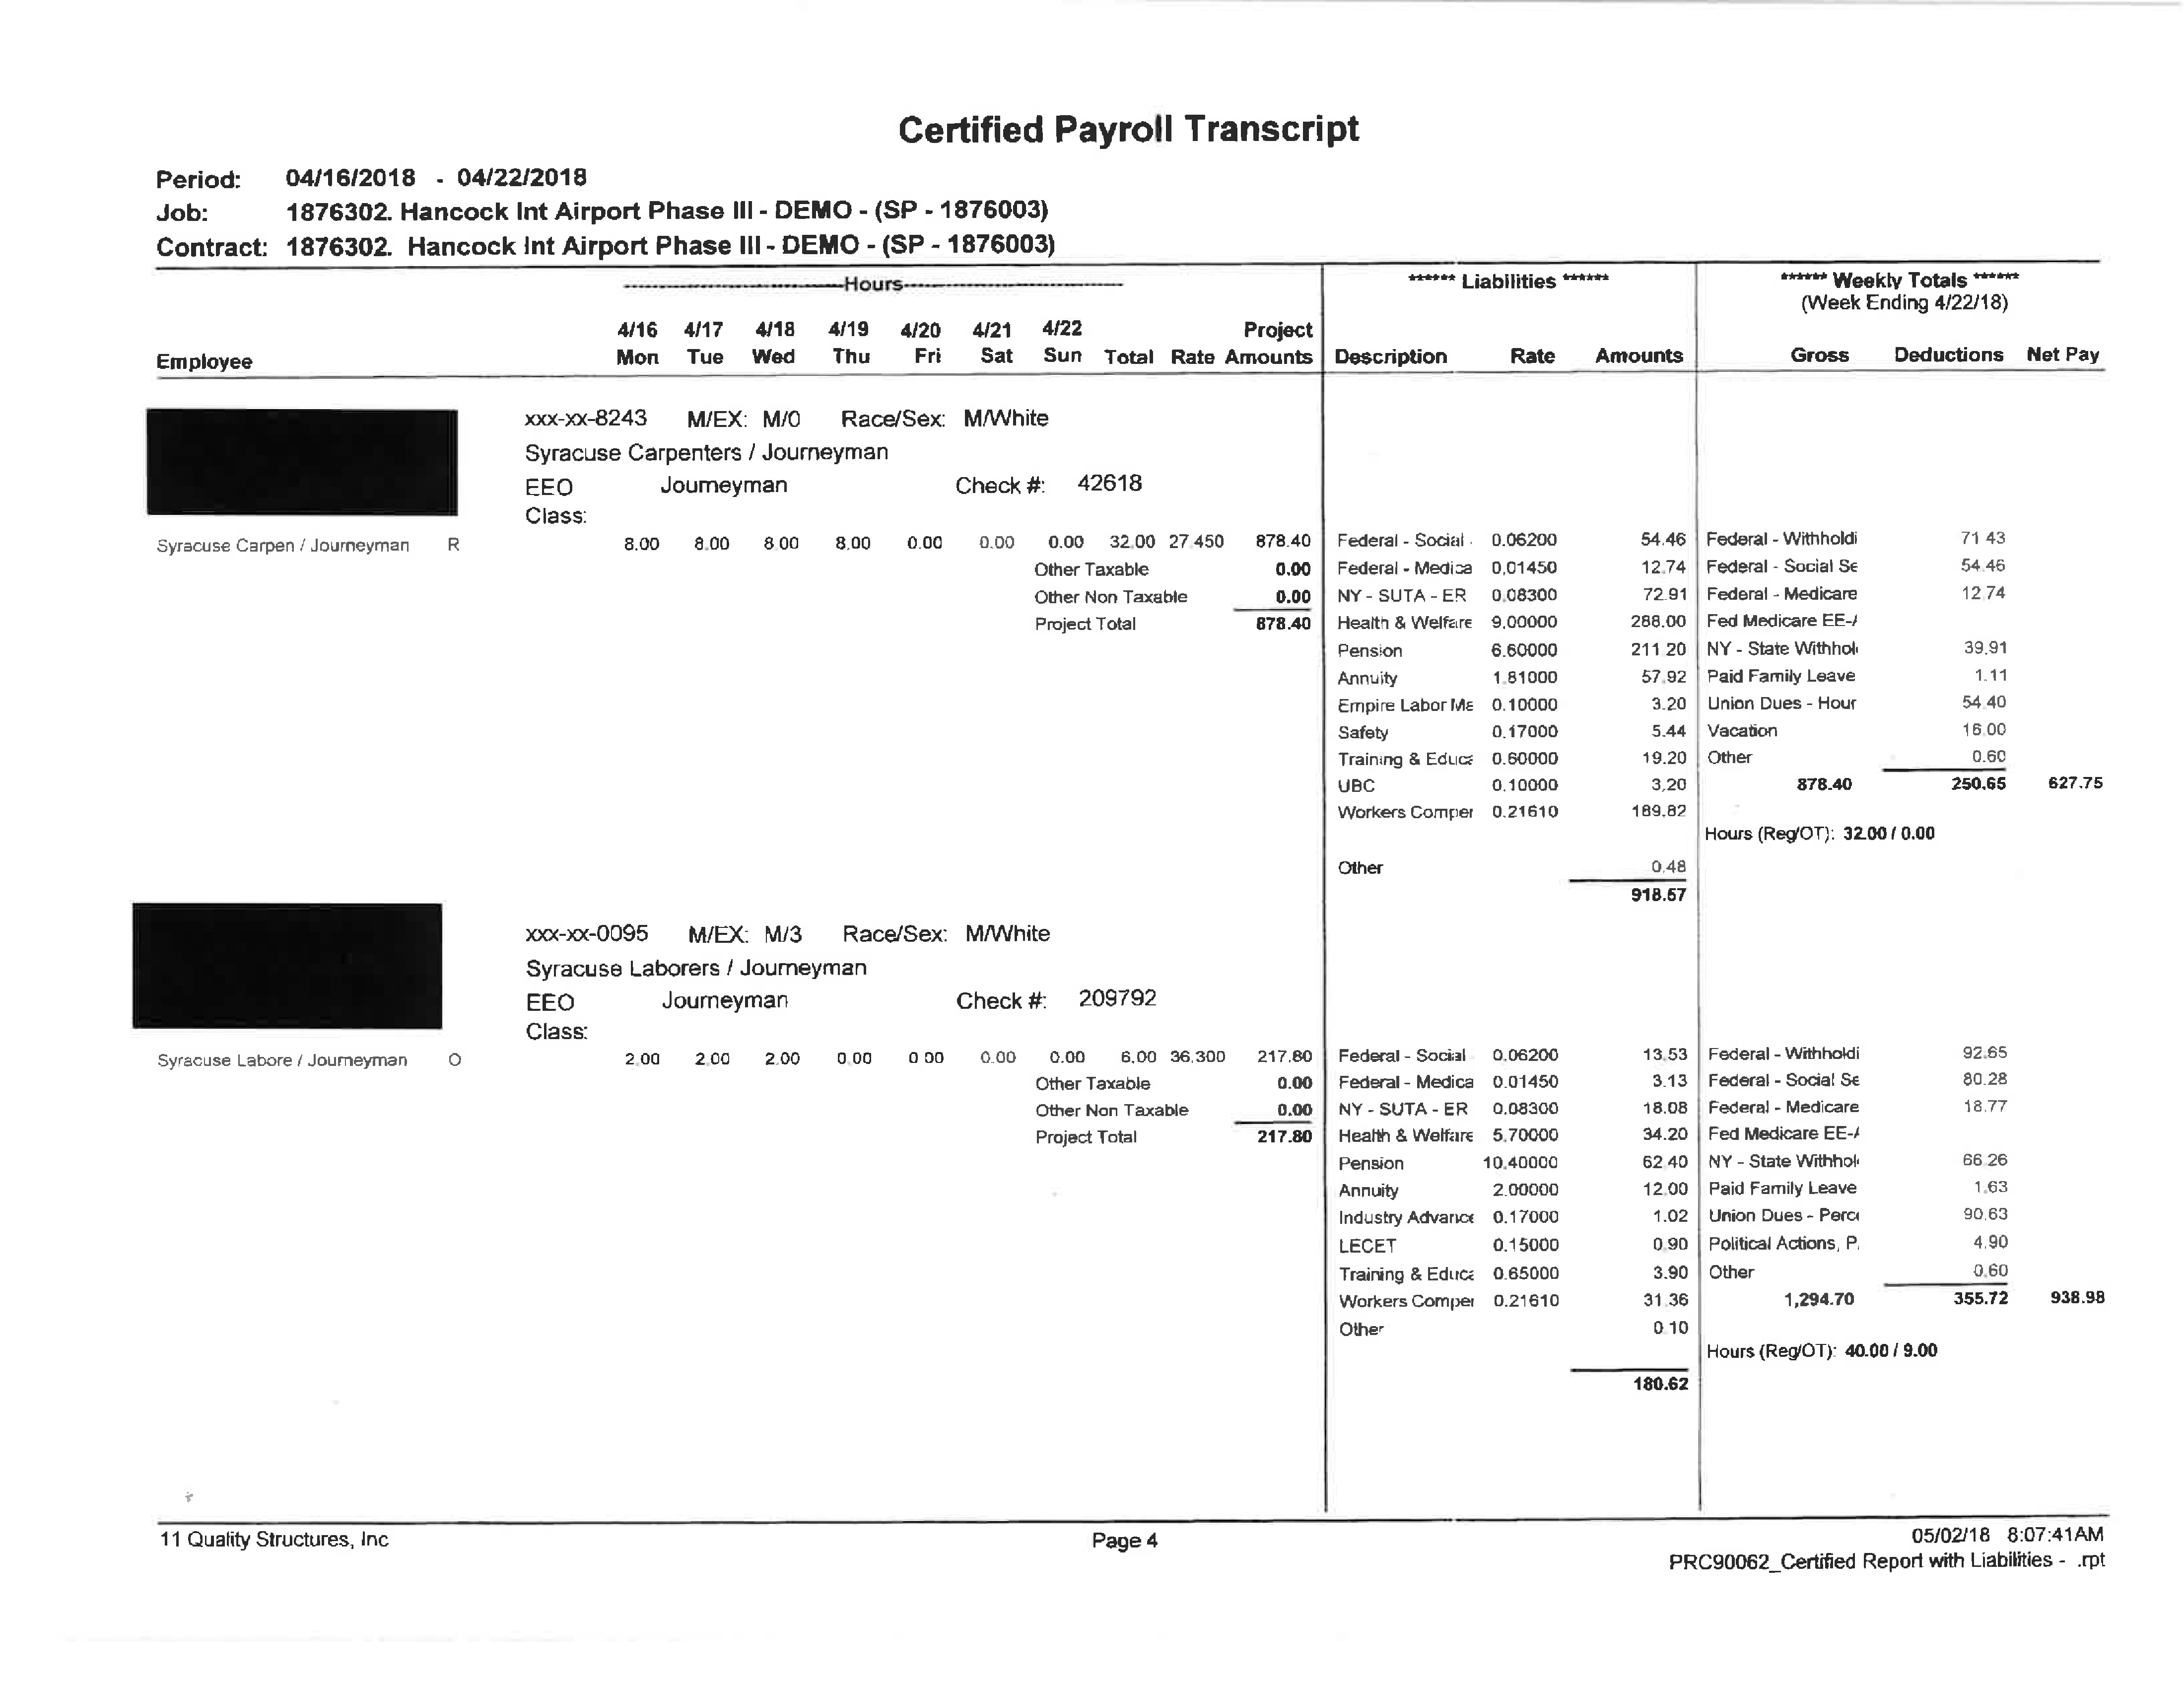 Certified Payroll Transcript
Period: 04/16/2018 - 04/22/2018
Job: 1876302. Hancock Int Airport Phase III - DEMO - (SP - 1876003)
Contract: 1876302. Hancock Int Airport Phase III - DEMO - (SP - 1876003)
Hours ****** Liabilities ****** ****** Weekly Totals ******
(Week Ending 4/22/18)
4/16 4/17 4/18 4/19 4/20 4/21 4/22 Project
Employee Mon Tue Wed Thu Fri Sat Sun Total Rate Amounts Description Rate Amounts Gross Deductions Net Pay
xxx-xx-8243 M/EX: M/0 Race/Sex: M/White
Syracuse Carpenters / Journeyman
EEO Journeyman Check #: 42618
Class:
Syracuse Carpen / Journeyman R 8.00 8.00 8.00 8.00 0.00 0.00 0.00 32.00 27.450 878.40 Federal - Social 0.06200 54.46 Federal - Withholdi 71.43
Other Taxable 0.00 Federal - Medica 0.01450 12.74 Federal - Social Se 54.46
Other Non Taxable 0.00 NY - SUTA - ER 0.08300 72.91 Federal - Medicare 12.74
Project Total 878.40 Health & Welfare 9.00000 288.00 Fed Medicare EE-A
Pension 6.60000 211.20 NY - State Withhol 39.91
Annuity 1.81000 57.92 Paid Family Leave 1.11
Empire Labor Ma 0.10000 3.20 Union Dues - Hour 54.40
Safety 0.17000 5.44 Vacation 16.00
Training & Educa 0.60000 19.20 Other 0.60
UBC 0.10000 3.20 878.40 250.65 627.75
Workers Comper 0.21610 189.82
Hours (Reg/OT): 32.00 / 0.00
Other 0.48
918.57
xxx-xx-0095 M/EX: M/3 Race/Sex: M/White
Syracuse Laborers / Journeyman
EEO Journeyman Check #: 209792
Class:
Syracuse Labore / Journeyman O 2.00 2.00 2.00 0.00 0.00 0.00 0.00 6.00 36.300 217.80 Federal - Social 0.06200 13.53 Federal - Withholdi 92.65
Other Taxable 0.00 Federal - Medica 0.01450 3.13 Federal - Social Se 80.28
Other Non Taxable 0.00 NY - SUTA - ER 0.08300 18.08 Federal - Medicare 18.77
Project Total 217.80 Health & Welfare 5.70000 34.20 Fed Medicare EE-A
Pension 10.40000 62.40 NY - State Withhol 66.26
Annuity 2.00000 12.00 Paid Family Leave 1.63
Industry Advance 0.17000 1.02 Union Dues - Perce 90.63
LECET 0.15000 0.90 Political Actions, P. 4.90
Training & Educa 0.65000 3.90 Other 0.60
Workers Comper 0.21610 31.36 1,294.70 355.72 938.98
Other 0.10
Hours (Reg/OT): 40.00 / 9.00
180.62
11 Quality Structures, Inc Page 4 05/02/18 8:07:41AM
PRC90062_Certified Report with Liabilities - .rpt